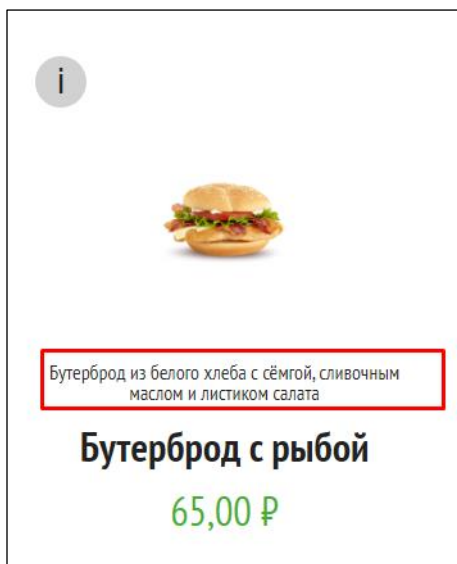 i
Бутерброд из белого хлеба с сёмгой, сливочным
маслом и листиком салата
Бутерброд с рыбой
65,00 ₽